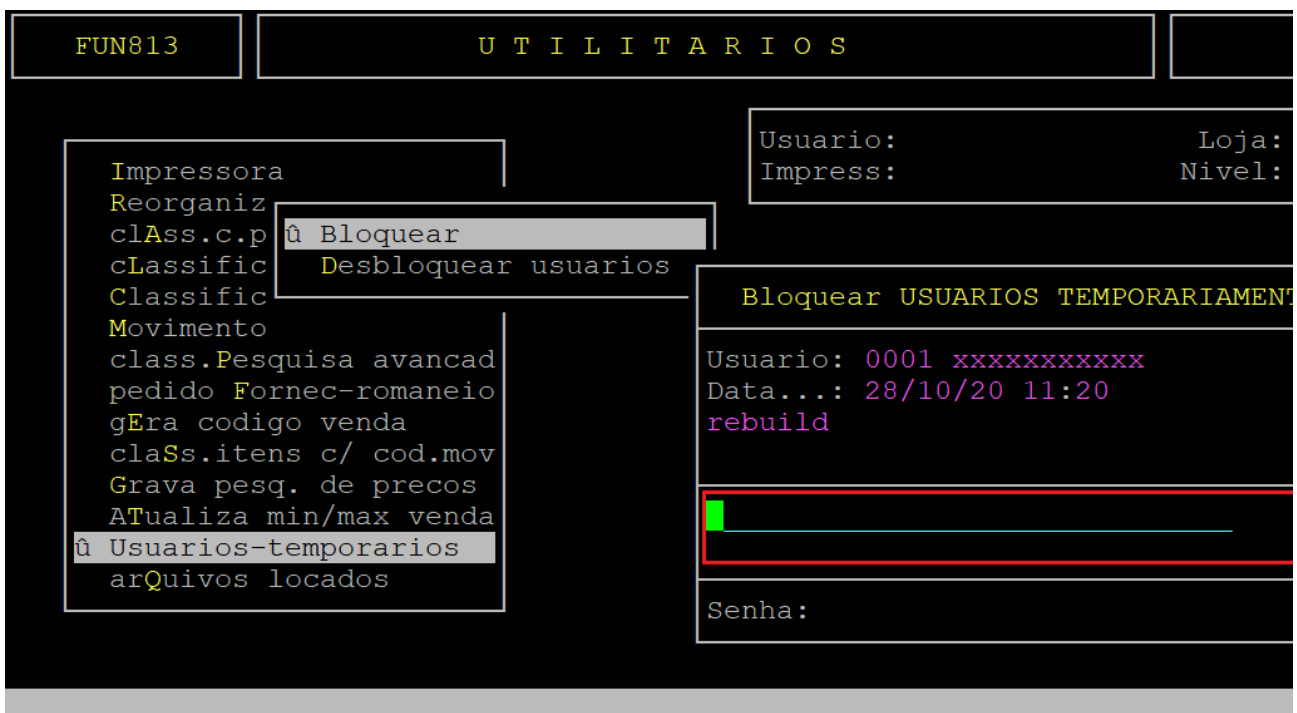 FUN813
U T I L I T A R I O S
Usuario: Loja:
Impress: Nivel:
Impressora
Reorganiz
clAss.c.p
cLassific
Classific
Movimento
class.Pesquisa avancad
pedido Fornec-romaneio
gEra codigo venda
claSs.itens c/ cod.mov
Grava pesq. de precos
ATualiza min/max venda
û Usuarios-temporarios
arQuivos locados
û Bloquear
Desbloquear usuarios
Bloquear USUARIOS TEMPORARIAMENT
Usuario: 0001 xxxxxxxxxxx
Data...: 28/10/20 11:20
rebuild
Senha: